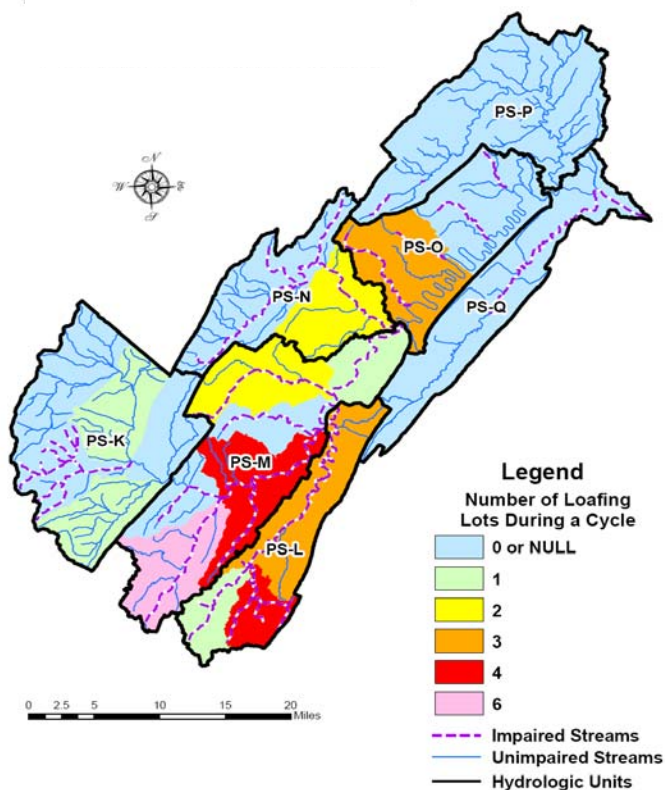 PS-P
N
W E
S
PS-O
PS-N
PS-Q
PS-K
PS-M
PS-L
Legend
Number of Loafing
Lots During a Cycle
0 or NULL
1
2
3
4
6
Impaired Streams
Unimpaired Streams
Hydrologic Units
0 2.5 5 10 15 20
Miles